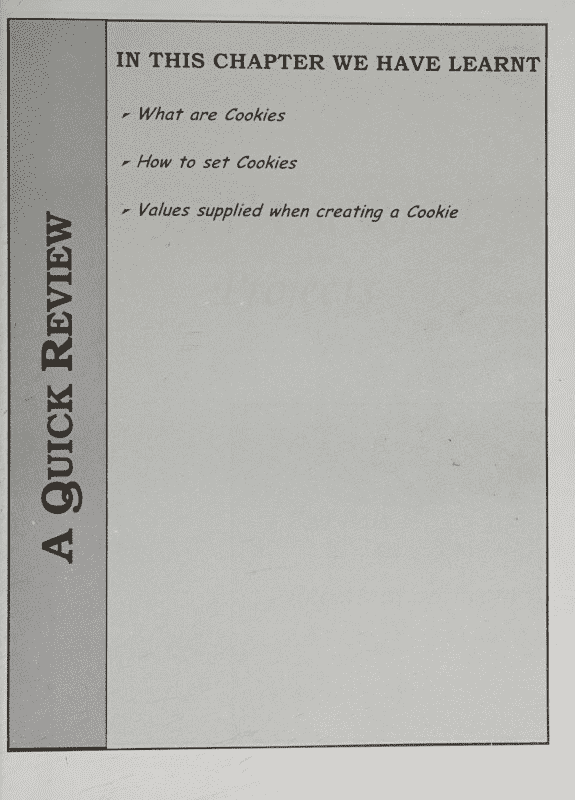 A QUICK REVIEW
IN THIS CHAPTER WE HAVE LEARNT
What are Cookies
How to set Cookies
Values supplied when creating a Cookie
Projects